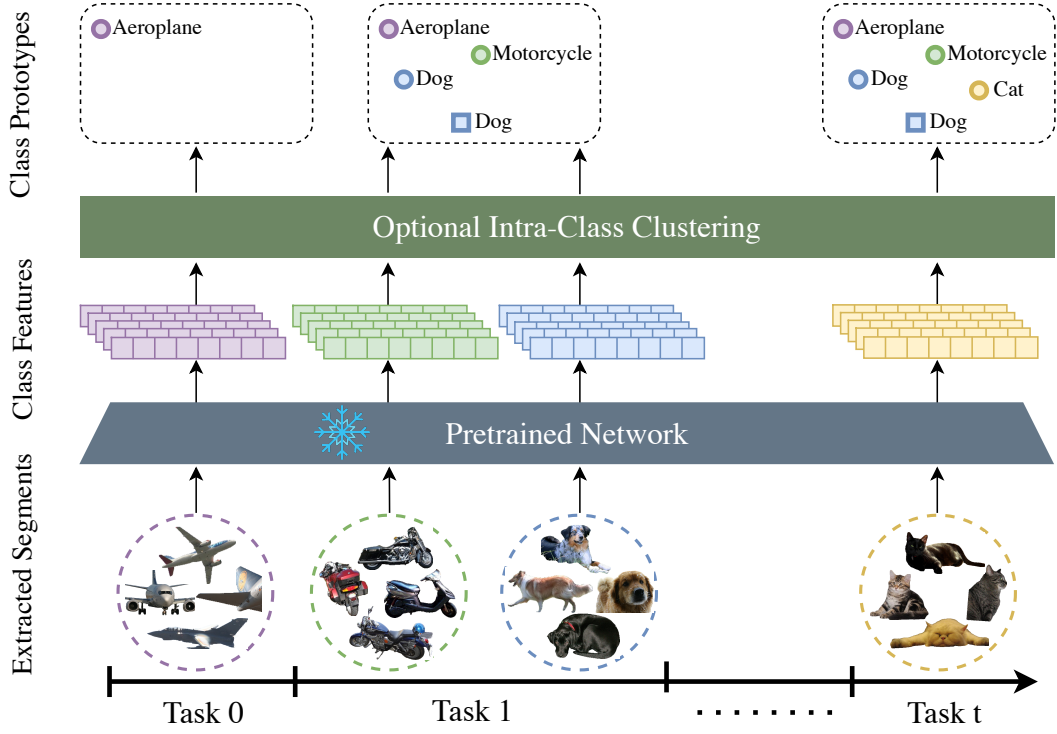 Class Prototypes
Aeroplane
Aeroplane
Motorcycle
Dog
Dog
Aeroplane
Motorcycle
Dog
Cat
Dog
Optional Intra-Class Clustering
Class Features
Pretrained Network
Extracted Segments
Task 0
Task 1
Task t